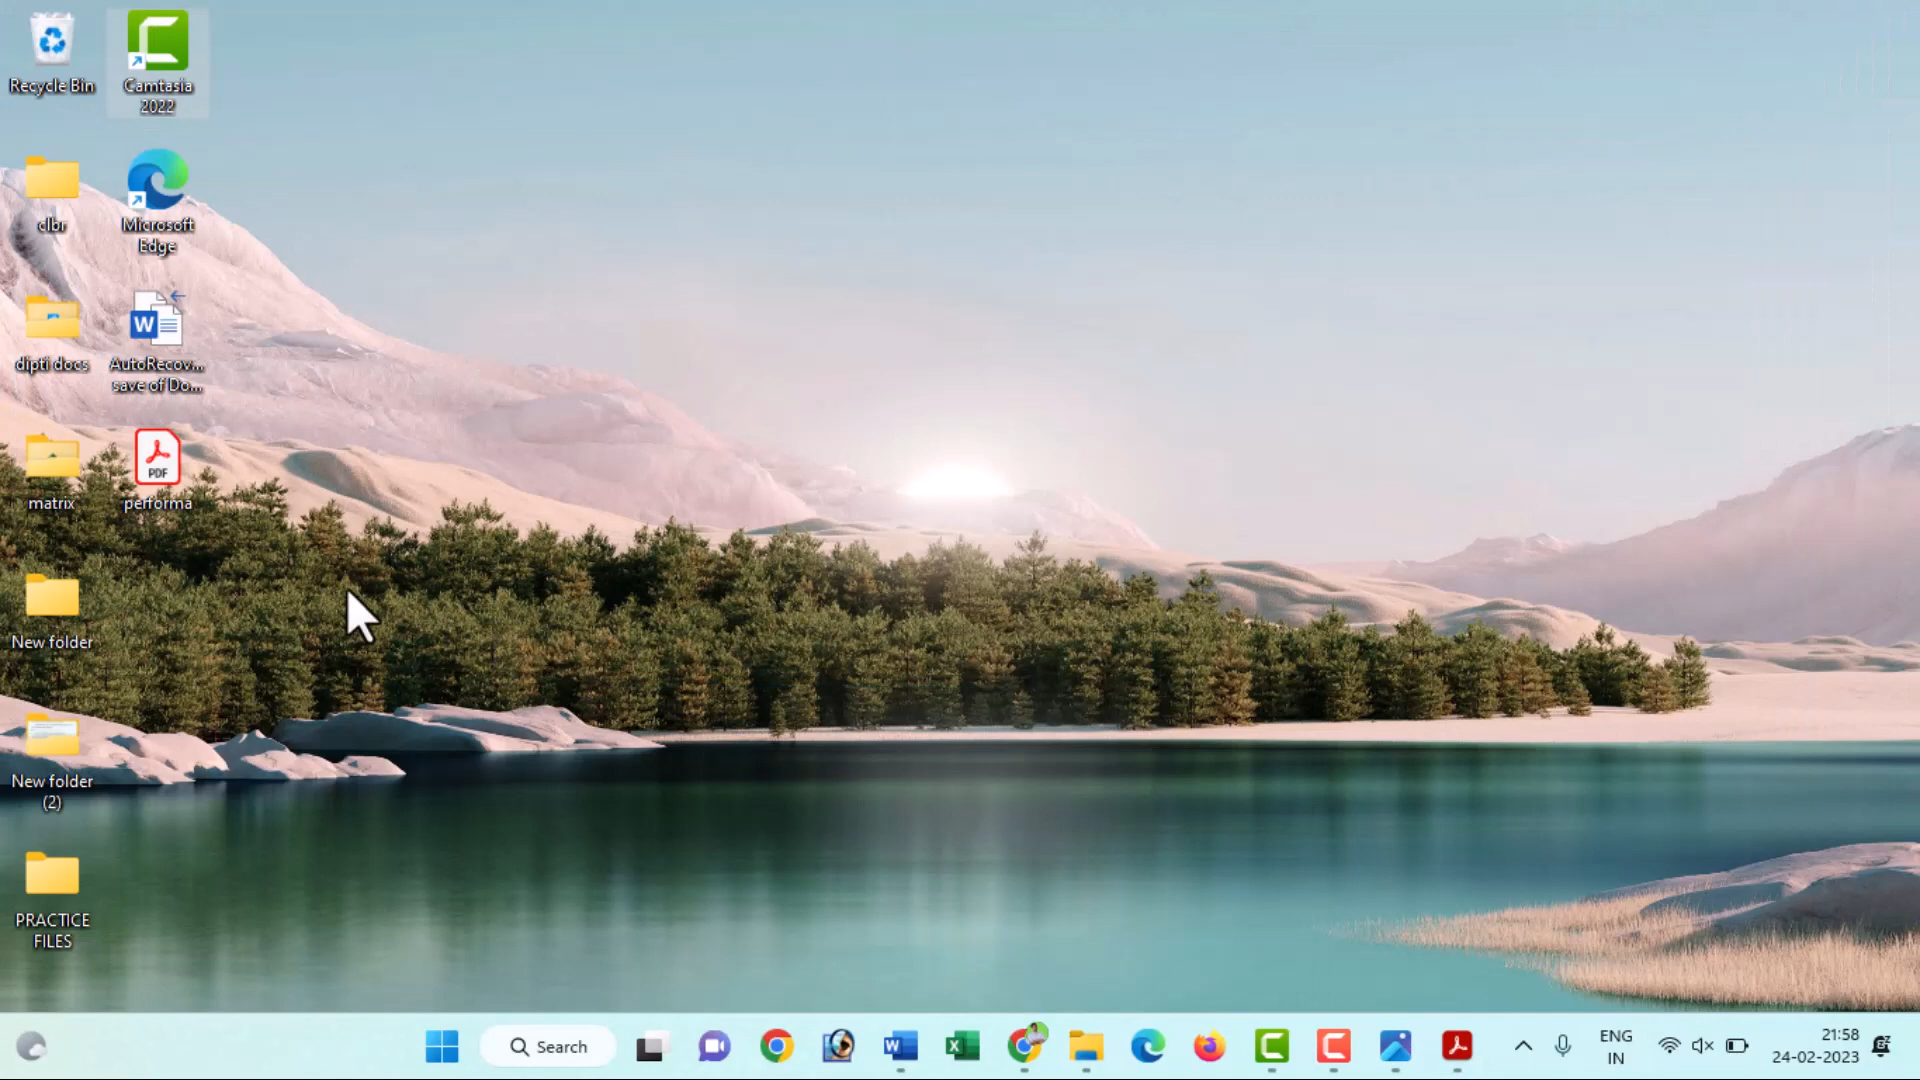 Recycle Bin
Camtasia
2022
clbr
Microsoft
Edge
dipti docs
AutoRecov...
save of Do...
matrix
PDF
performa
New folder
New folder
(2)
PRACTICE
FILES
Search
ENG
IN
21:58
24-02-2023